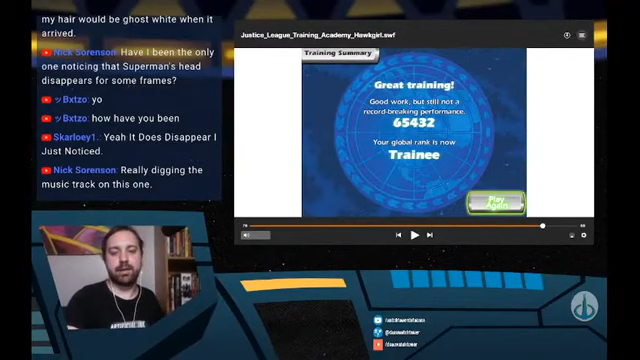 my hair would be ghost white when it
arrived.
Nick Sorenson: Have I been the only
one noticing that Superman's head
disappears for some frames?
ッBxtzo: yo
ッBxtzo: how have you been
Skarloey1.: Yeah It Does Disappear I
Just Noticed.
Nick Sorenson: Really digging the
music track on this one.
Justice_League_Training_Academy_Hawkgirl.swf
Training Summary
Great training!
Good work, but still not a
record-breaking performance.
65432
Your global rank is now
Trainee
Play
Again